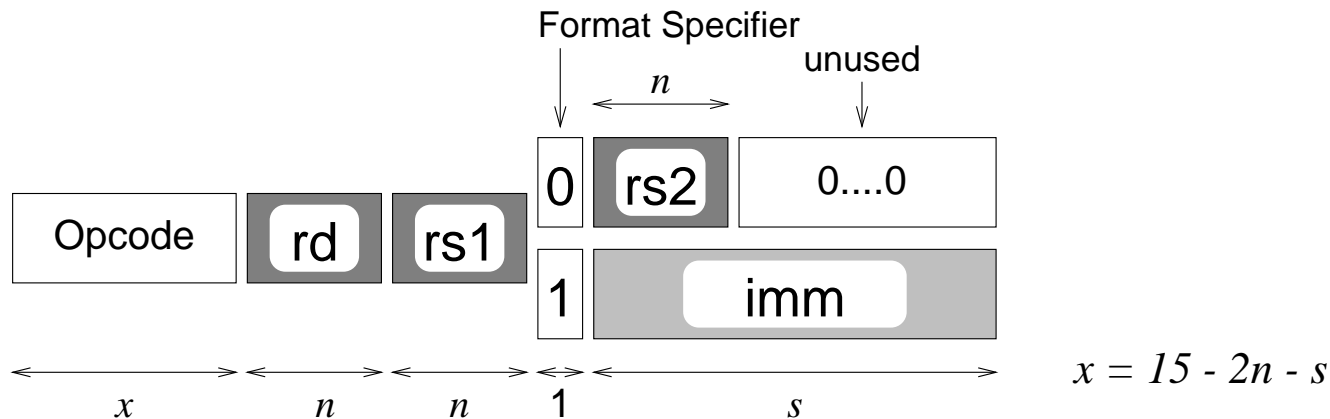 Format Specifier
unused
n
0 rs2 0....0
Opcode rd rs1
1 imm
x = 15 - 2n - s
x n n 1 s